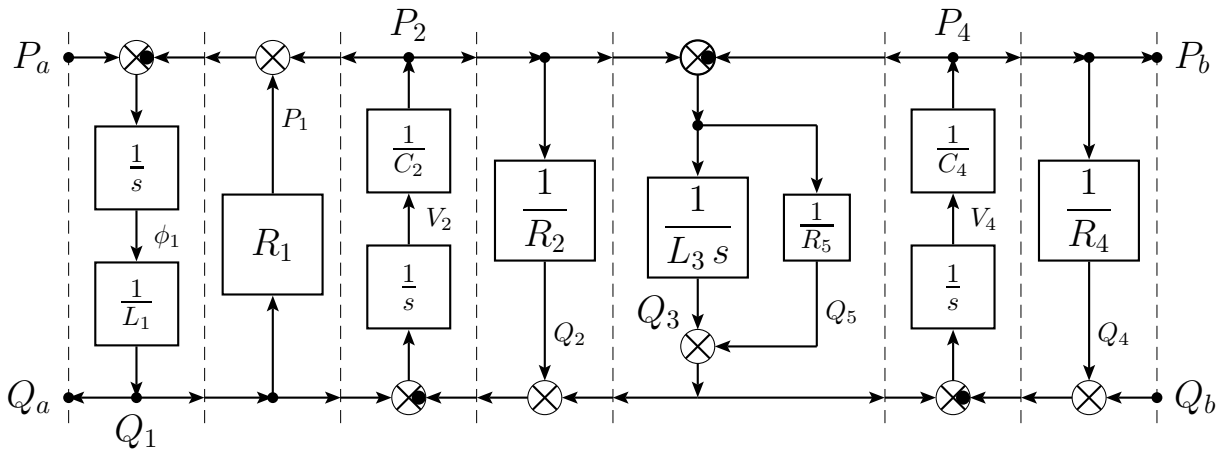 P_a
P_2
P_4
P_b
P_1
1/s
ϕ_1
1/L_1
R_1
1/C_2
V_2
1/s
1/R_2
Q_2
1/(L_3 s)
1/R_5
Q_3
Q_5
1/C_4
V_4
1/s
1/R_4
Q_4
Q_a
Q_1
Q_b